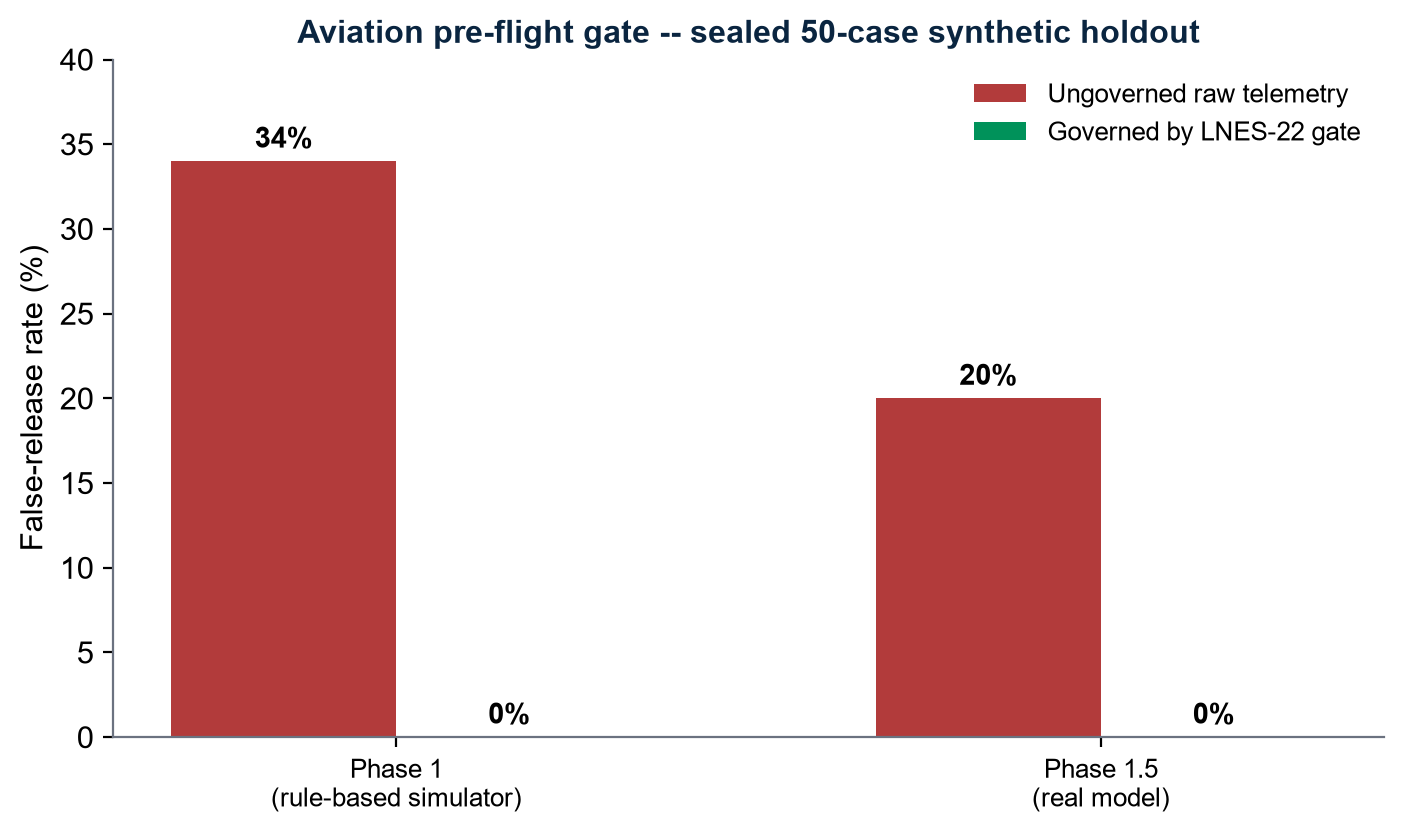 Aviation pre-flight gate -- sealed 50-case synthetic holdout
Ungoverned raw telemetry
Governed by LNES-22 gate
False-release rate (%)
40
35
30
25
20
15
10
5
0
34%
0%
20%
0%
Phase 1
(rule-based simulator)
Phase 1.5
(real model)